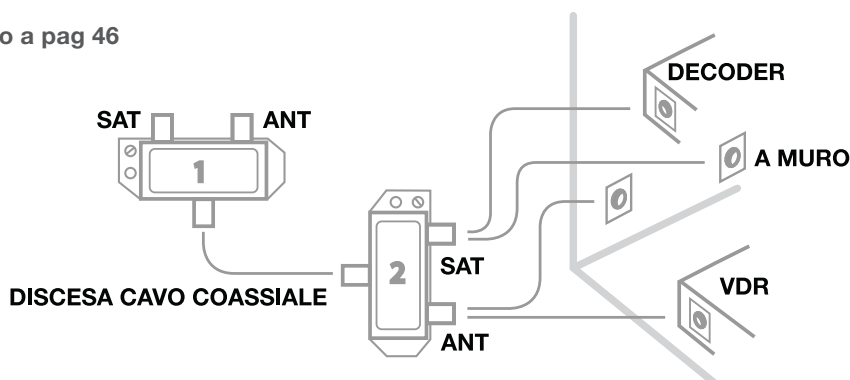 o a pag 46
DECODER
SAT ANT
1
A MURO
2
SAT
DISCESA CAVO COASSIALE
VDR
ANT